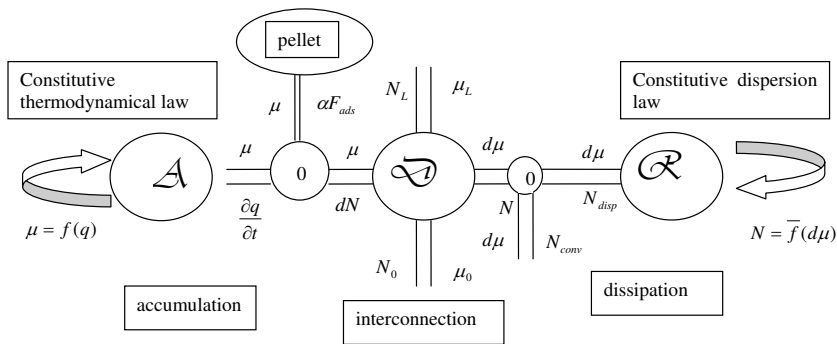 pellet
Constitutive
thermodynamical law
Constitutive dispersion
law
μ
αF_ads
N_L
μ_L
𝒜
μ
0
μ
𝒟
dμ
0
dμ
ℛ
∂q
∂t
dN
N
N_disp
μ = f(q)
dμ
N_conv
N = f̅(dμ)
N_0
μ_0
accumulation
interconnection
dissipation